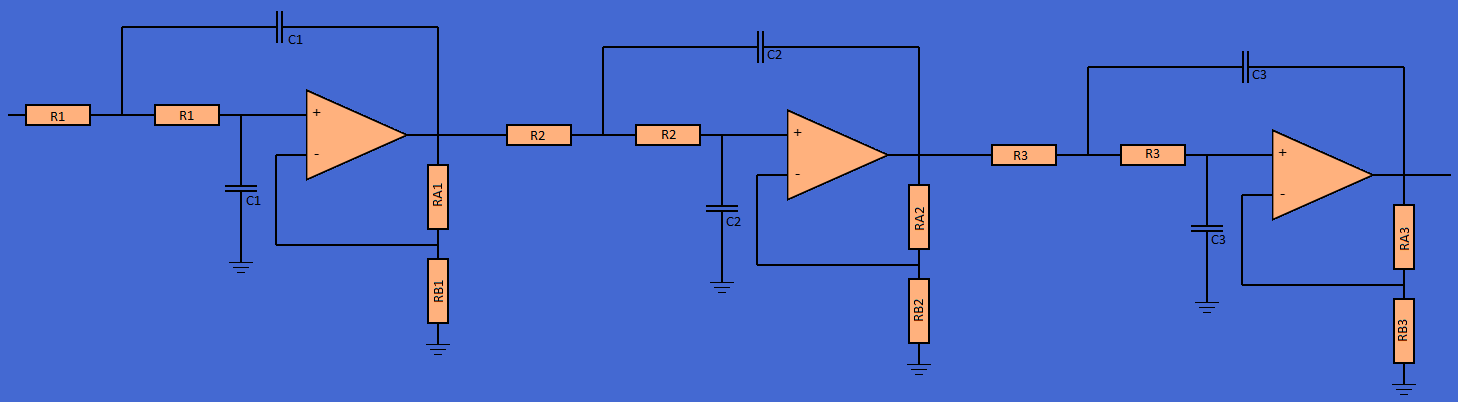 C1
R1
R1
+
-
C1
RA1
RB1
C2
R2
R2
+
-
C2
RA2
RB2
C3
R3
R3
+
-
C3
RA3
RB3